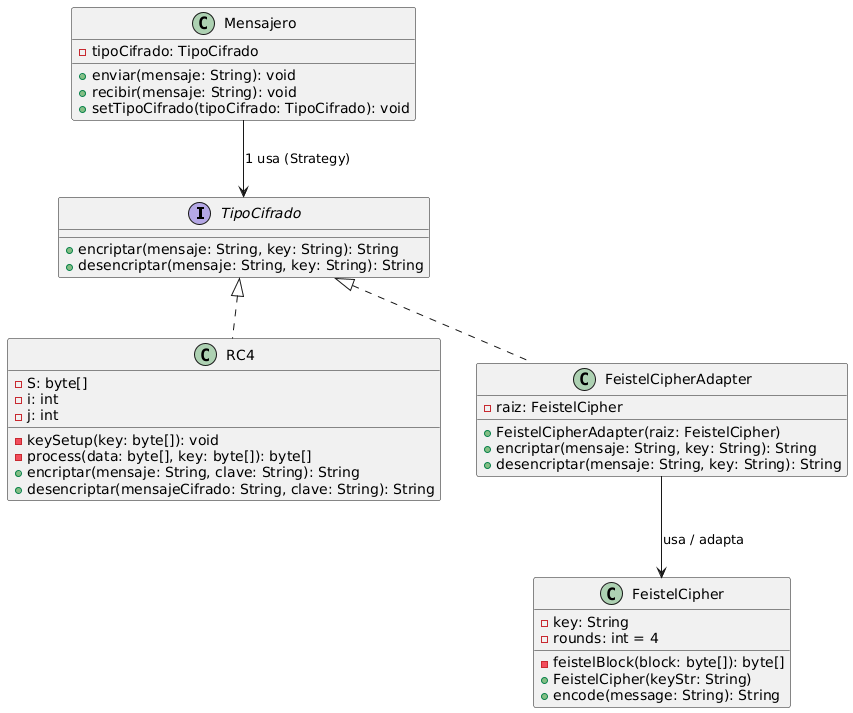 C Mensajero
tipoCifrado: TipoCifrado
enviar(mensaje: String): void
recibir(mensaje: String): void
setTipoCifrado(tipoCifrado: TipoCifrado): void
1 usa (Strategy)
I TipoCifrado
encriptar(mensaje: String, key: String): String
desencriptar(mensaje: String, key: String): String
C RC4
S: byte[]
i: int
j: int
keySetup(key: byte[]): void
process(data: byte[], key: byte[]): byte[]
encriptar(mensaje: String, clave: String): String
desencriptar(mensajeCifrado: String, clave: String): String
C FeistelCipherAdapter
raiz: FeistelCipher
FeistelCipherAdapter(raiz: FeistelCipher)
encriptar(mensaje: String, key: String): String
desencriptar(mensaje: String, key: String): String
usa / adapta
C FeistelCipher
key: String
rounds: int = 4
feistelBlock(block: byte[]): byte[]
FeistelCipher(keyStr: String)
encode(message: String): String